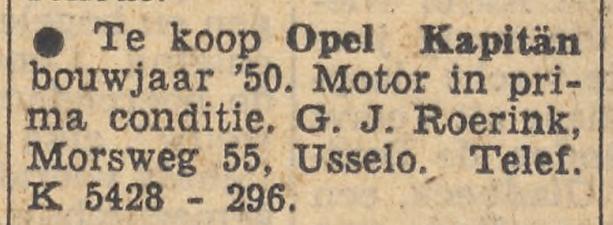 ● Te koop Opel Kapitän
bouwjaar '50. Motor in pri-
ma conditie. G. J. Roerink,
Morsweg 55, Usselo. Telef.
K 5428 - 296.